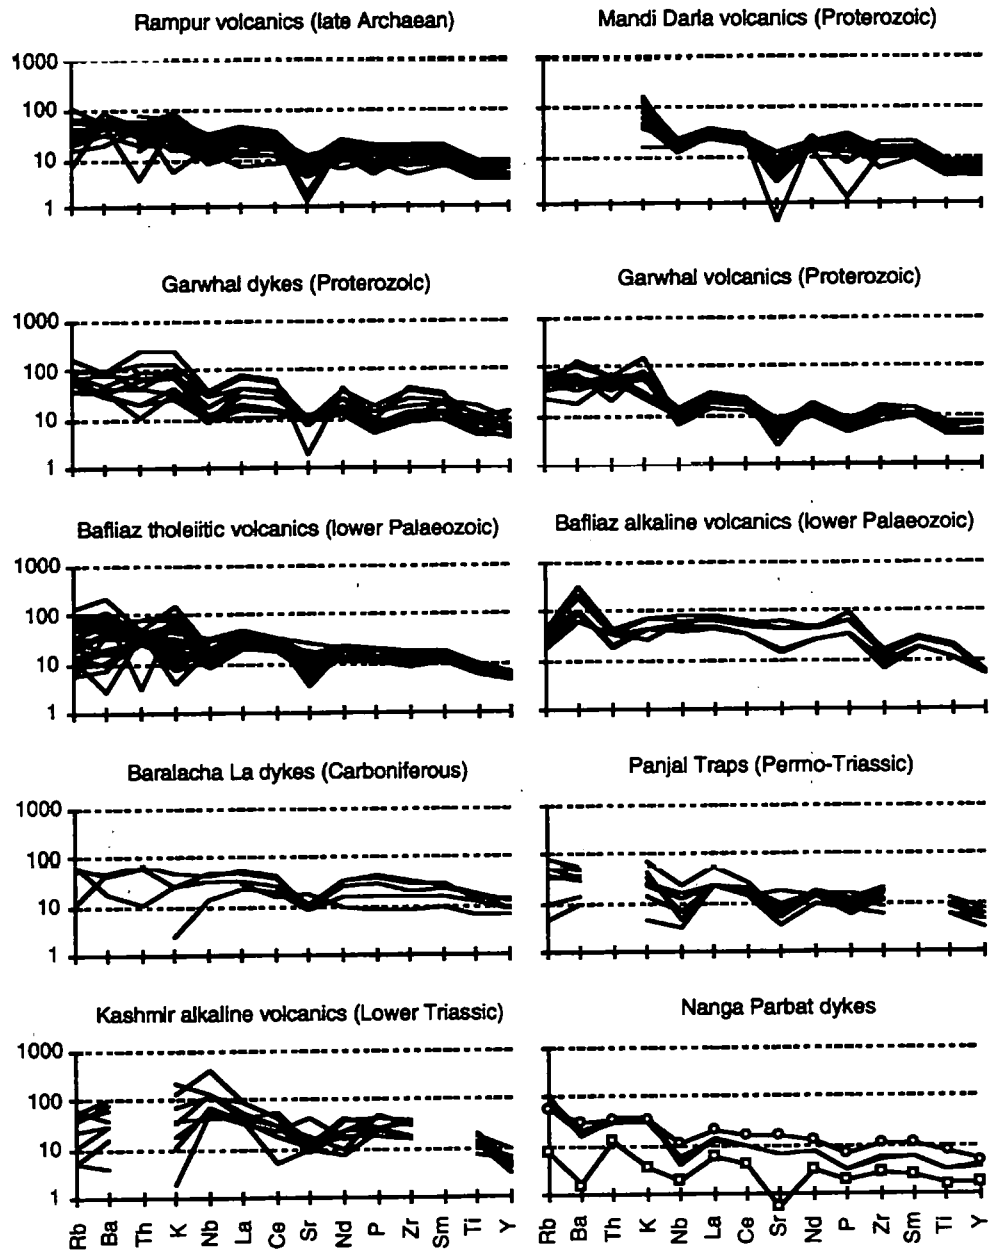 Rampur volcanics (late Archaean)
Mandi Darla volcanics (Proterozoic)
1000
100
10
1
Garwhal dykes (Proterozoic)
Garwhal volcanics (Proterozoic)
1000
100
10
1
Bafliaz tholeiitic volcanics (lower Palaeozoic)
Bafliaz alkaline volcanics (lower Palaeozoic)
1000
100
10
1
Baralacha La dykes (Carboniferous)
Panjal Traps (Permo-Triassic)
1000
100
10
1
Kashmir alkaline volcanics (Lower Triassic)
Nanga Parbat dykes
1000
100
10
1
Rb Ba Th K Nb La Ce Sr Nd P Zr Sm Ti Y
Rb Ba Th K Nb La Ce Sr Nd P Zr Sm Ti Y